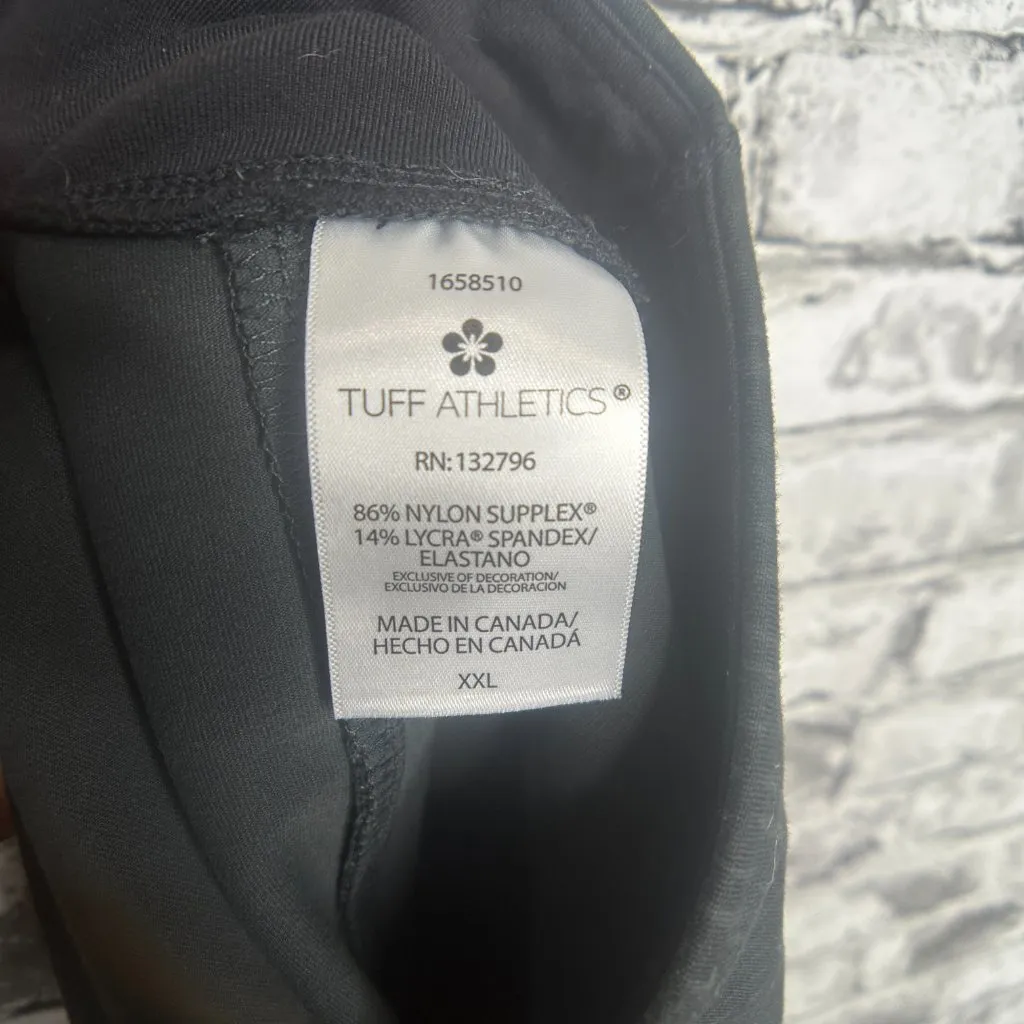 1658510
TUFF ATHLETICS®
RN: 132796
86% NYLON SUPPLEX®
14% LYCRA® SPANDEX/
ELASTANO
EXCLUSIVE OF DECORATION/
EXCLUSIVO DE LA DECORACION
MADE IN CANADA/
HECHO EN CANADÁ
XXL